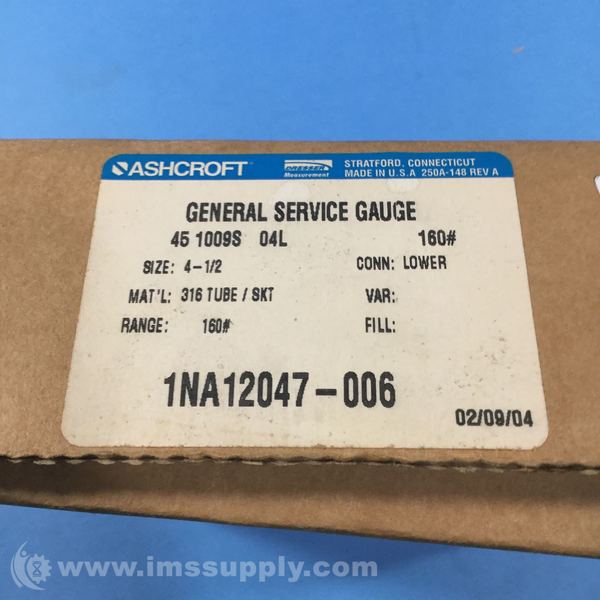 ASHCROFT
DRESSER
Measurement
STRATFORD, CONNECTICUT
MADE IN U.S.A 250A-148 REV A
GENERAL SERVICE GAUGE
45 1009S 04L 160#
SIZE: 4-1/2 CONN: LOWER
MAT'L: 316 TUBE / SKT VAR:
RANGE: 160# FILL:
1NA12047-006
02/09/04
© www.imssupply.com